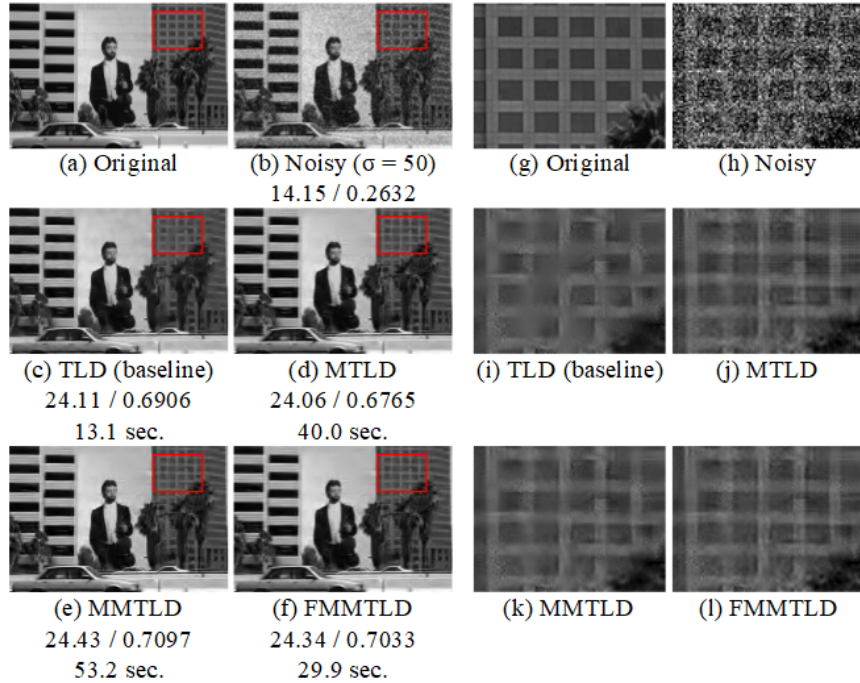 (a) Original
(b) Noisy (σ = 50)
14.15 / 0.2632
(g) Original
(h) Noisy
(c) TLD (baseline)
24.11 / 0.6906
13.1 sec.
(d) MTLD
24.06 / 0.6765
40.0 sec.
(i) TLD (baseline)
(j) MTLD
(e) MMTLD
24.43 / 0.7097
53.2 sec.
(f) FMMTLD
24.34 / 0.7033
29.9 sec.
(k) MMTLD
(l) FMMTLD